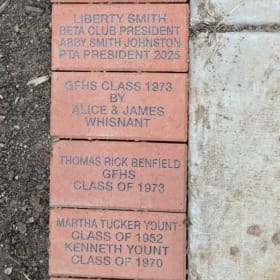 LIBERTY SMITH
BETA CLUB PRESIDENT
ABBY SMITH JOHNSTON
PTA PRESIDENT 2025
GFHS CLASS 1973
BY
ALICE & JAMES
WHISNANT
THOMAS RICK BENFIELD
GFHS
CLASS OF 1973
MARTHA TUCKER YOUNT
CLASS OF 1952
KENNETH YOUNT
CLASS OF 1970